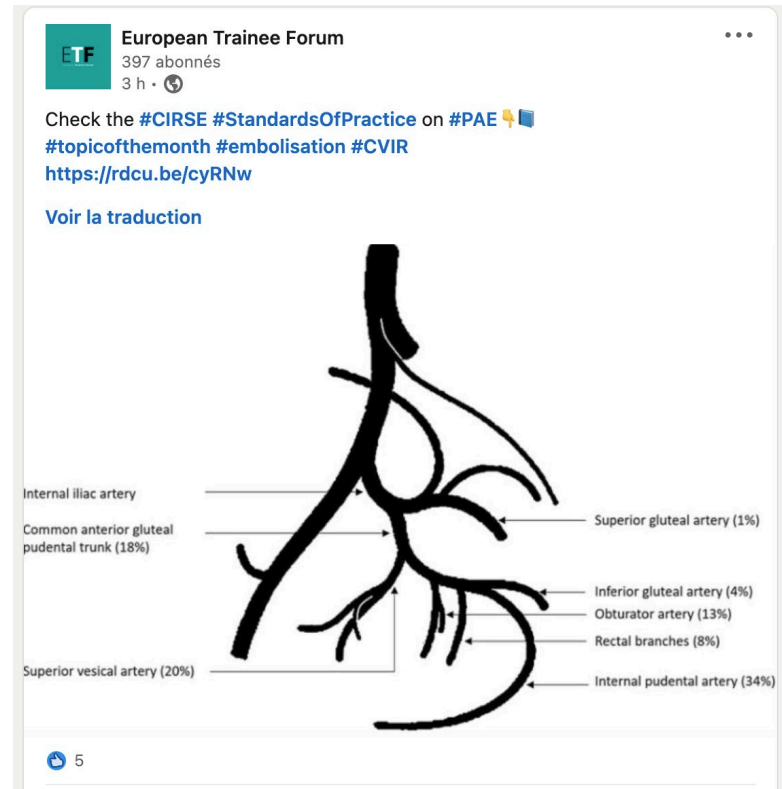 ETF
European Trainee Forum
397 abonnés
3 h •
Check the #CIRSE #StandardsOfPractice on #PAE
#topicofthemonth #embolisation #CVIR
https://rdcu.be/cyRNw
Voir la traduction
Internal iliac artery
Common anterior gluteal
pudental trunk (18%)
Superior vesical artery (20%)
Superior gluteal artery (1%)
Inferior gluteal artery (4%)
Obturator artery (13%)
Rectal branches (8%)
Internal pudental artery (34%)
5